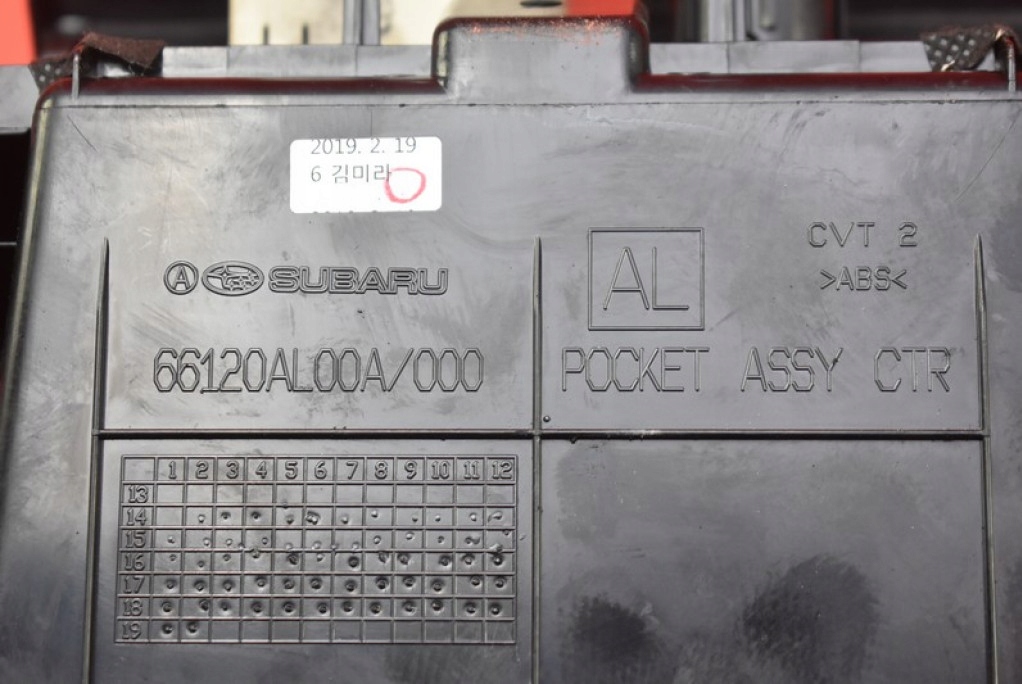 2019. 2. 19
6 김미라
CVT 2
>ABS<
A SUBARU
AL
66120AL00A/000
POCKET ASSY CTR
1 2 3 4 5 6 7 8 9 10 11 12
13
14
15
16
17
18
19